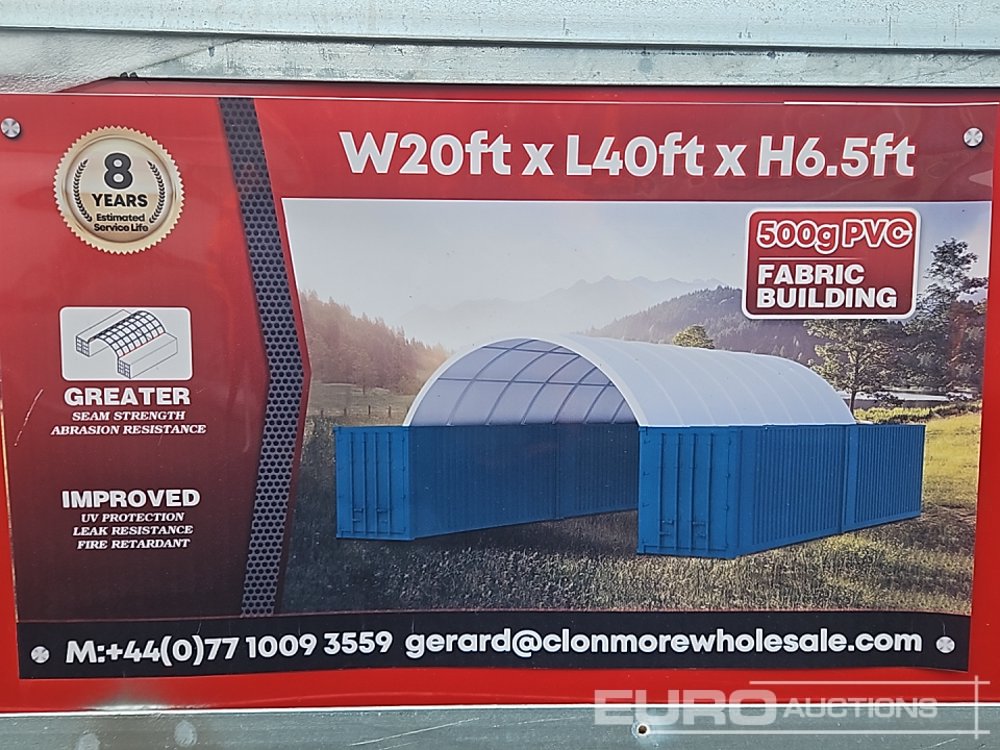 8
YEARS
Estimated
Service Life
W20ft x L40ft x H6.5ft
500g PVC
FABRIC
BUILDING
GREATER
SEAM STRENGTH
ABRASION RESISTANCE
IMPROVED
UV PROTECTION
LEAK RESISTANCE
FIRE RETARDANT
M:+44(0)77 1009 3559 gerard@clonmorewholesale.com
EURO AUCTIONS